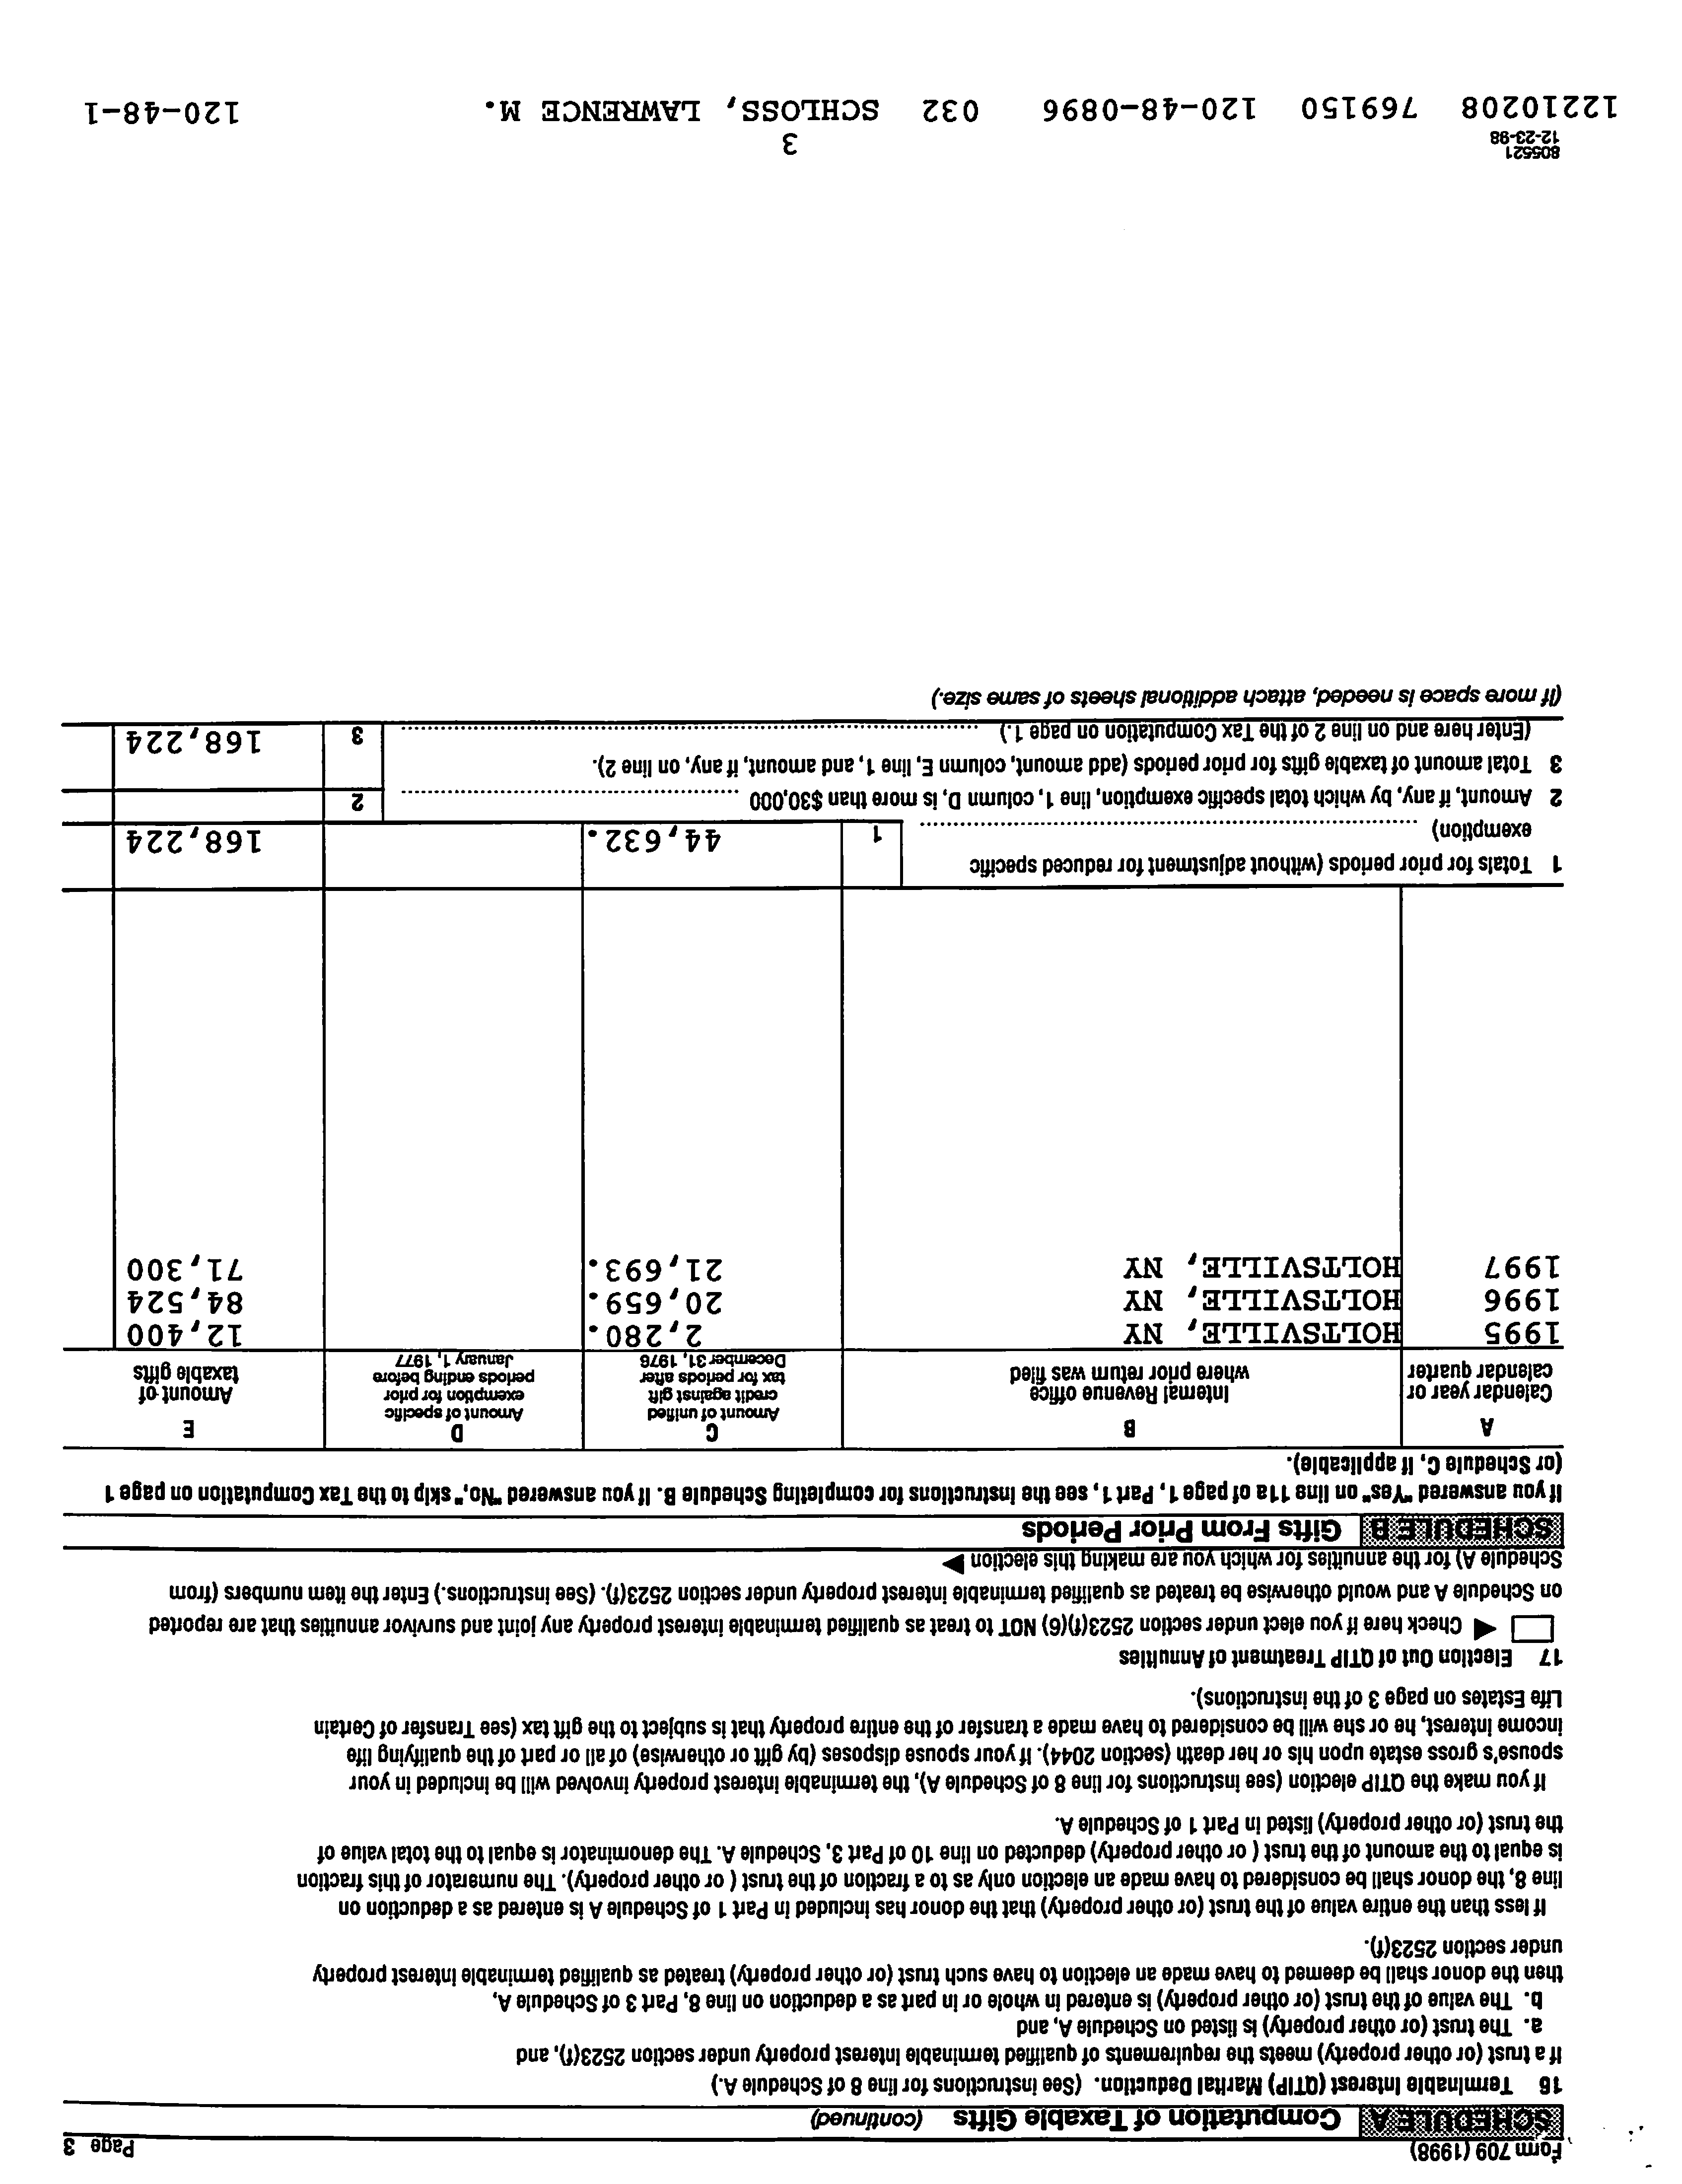 Form 709 (1998) Page 3
SCHEDULE A Computation of Taxable Gifts (continued)
16 Terminable Interest (QTIP) Marital Deduction. (See instructions for line 8 of Schedule A.)
If a trust (or other property) meets the requirements of qualified terminable interest property under section 2523(f), and
a. The trust (or other property) is listed on Schedule A, and
b. The value of the trust (or other property) is entered in whole or in part as a deduction on line 8, Part 3 of Schedule A,
then the donor shall be deemed to have made an election to have such trust (or other property) treated as qualified terminable interest property
under section 2523(f).
If less than the entire value of the trust (or other property) that the donor has included in Part 1 of Schedule A is entered as a deduction on
line 8, the donor shall be considered to have made an election only as to a fraction of the trust ( or other property). The numerator of this fraction
is equal to the amount of the trust ( or other property) deducted on line 10 of Part 3, Schedule A. The denominator is equal to the total value of
the trust (or other property) listed in Part 1 of Schedule A.
If you make the QTIP election (see instructions for line 8 of Schedule A), the terminable interest property involved will be included in your
spouse's gross estate upon his or her death (section 2044). If your spouse disposes (by gift or otherwise) of all or part of the qualifying life
income interest, he or she will be considered to have made a transfer of the entire property that is subject to the gift tax (see Transfer of Certain
Life Estates on page 3 of the instructions).
17 Election Out of QTIP Treatment of Annuities
☐ ◀ Check here if you elect under section 2523(f)(6) NOT to treat as qualified terminable interest property any joint and survivor annuities that are reported
on Schedule A and would otherwise be treated as qualified terminable interest property under section 2523(f). (See instructions.) Enter the item numbers (from
Schedule A) for the annuities for which you are making this election ▶
SCHEDULE B Gifts From Prior Periods
If you answered "Yes" on line 11a of page 1, Part 1, see the instructions for completing Schedule B. If you answered "No," skip to the Tax Computation on page 1
(or Schedule C, if applicable).
A B C D E
Calendar year or calendar quarter
Internal Revenue office where prior return was filed
Amount of unified credit against gift tax for periods after December 31, 1976
Amount of specific exemption for prior periods ending before January 1, 1977
Amount of taxable gifts
1995 HOLTSVILLE, NY 2,280. 12,400
1996 HOLTSVILLE, NY 20,659. 84,524
1997 HOLTSVILLE, NY 21,693. 71,300
1 Totals for prior periods (without adjustment for reduced specific
exemption) 1 44,632. 168,224
2 Amount, if any, by which total specific exemption, line 1, column D, is more than $30,000 2
3 Total amount of taxable gifts for prior periods (add amount, column E, line 1, and amount, if any, on line 2).
(Enter here and on line 2 of the Tax Computation on page 1.) 3 168,224
(If more space is needed, attach additional sheets of same size.)
805521
12-23-98
3
12210208 769150 120-48-0896 032 SCHLOSS, LAWRENCE M. 120-48-1